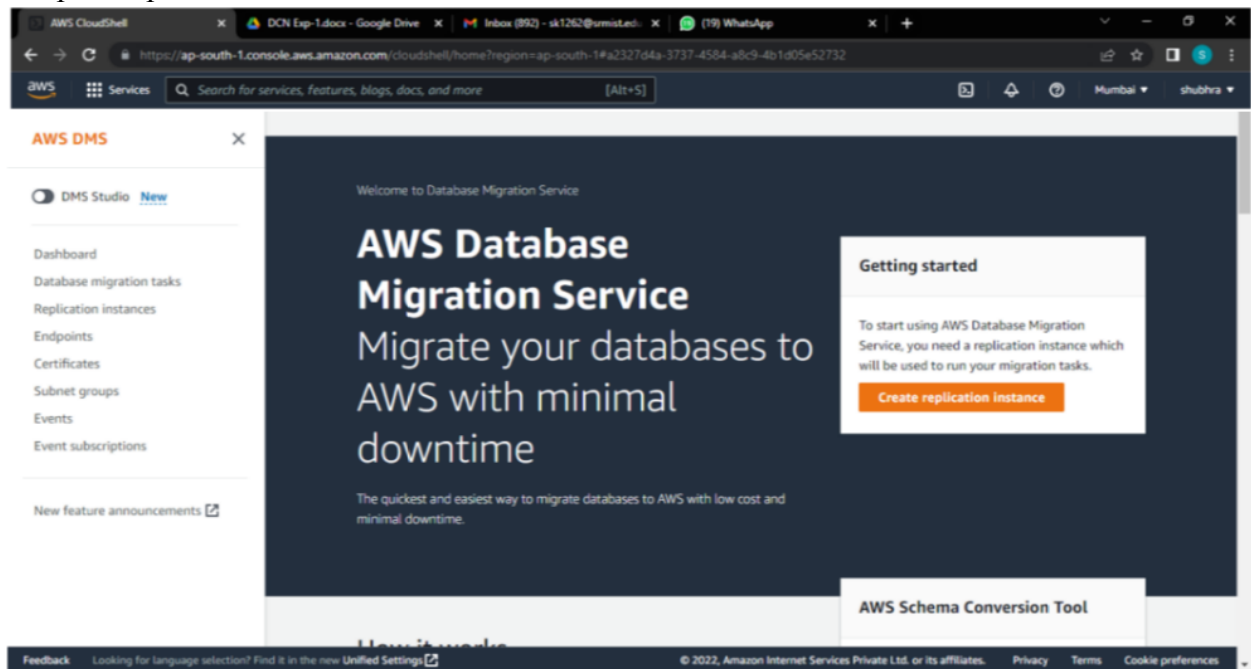 AWS CloudShell
DCN Exp-1.docx - Google Drive
Inbox (892) - sk1262@srmist.edu
(19) WhatsApp
https://ap-south-1.console.aws.amazon.com/cloudshell/home?region=ap-south-1#a2327d4a-3737-4584-a8c9-4b1d05e52732
S
aws
Services
Search for services, features, blogs, docs, and more
[Alt+S]
Mumbai
shubhra
AWS DMS
DMS Studio New
Dashboard
Database migration tasks
Replication instances
Endpoints
Certificates
Subnet groups
Events
Event subscriptions
New feature announcements
Welcome to Database Migration Service
AWS Database
Migration Service
Migrate your databases to
AWS with minimal
downtime
The quickest and easiest way to migrate databases to AWS with low cost and
minimal downtime.
Getting started
To start using AWS Database Migration
Service, you need a replication instance which
will be used to run your migration tasks.
Create replication instance
AWS Schema Conversion Tool
How it works
Feedback
Looking for language selection? Find it in the new Unified Settings
© 2022, Amazon Internet Services Private Ltd. or its affiliates.
Privacy
Terms
Cookie preferences